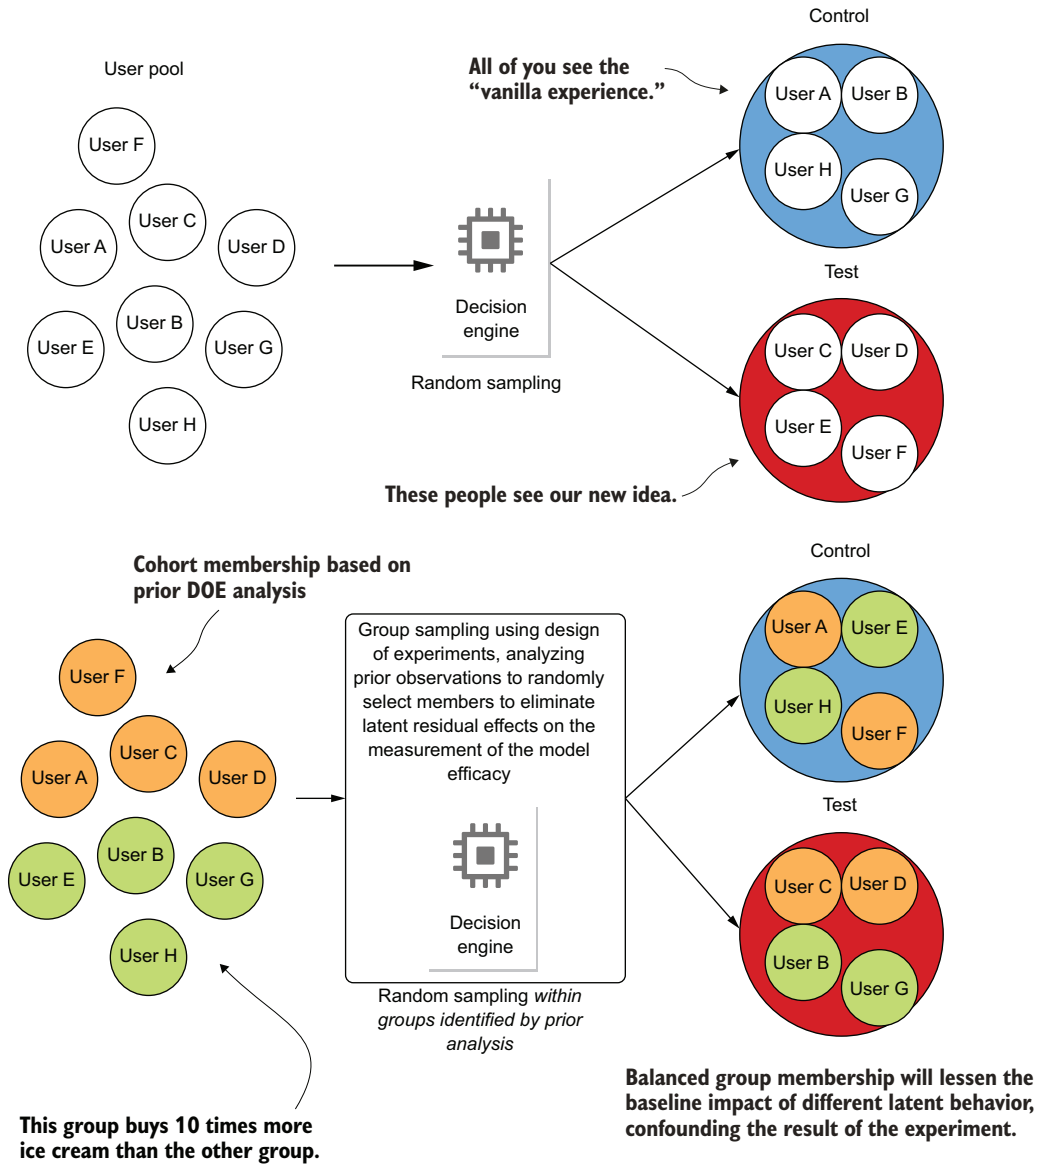 Control
User pool
All of you see the
“vanilla experience.”
User A
User B
User F
User H
User G
User C
User A
User D
Test
Decision
engine
User B
User E
User G
User C
User D
Random sampling
User H
User E
User F
These people see our new idea.
Control
Cohort membership based on
prior DOE analysis
Group sampling using design
of experiments, analyzing
prior observations to randomly
select members to eliminate
latent residual effects on the
measurement of the model
efficacy
User A
User E
User F
User H
User F
User C
User A
User D
Test
User B
User E
User G
User C
User D
Decision
engine
User H
User B
User G
Random sampling within
groups identified by prior
analysis
Balanced group membership will lessen the
baseline impact of different latent behavior,
confounding the result of the experiment.
This group buys 10 times more
ice cream than the other group.